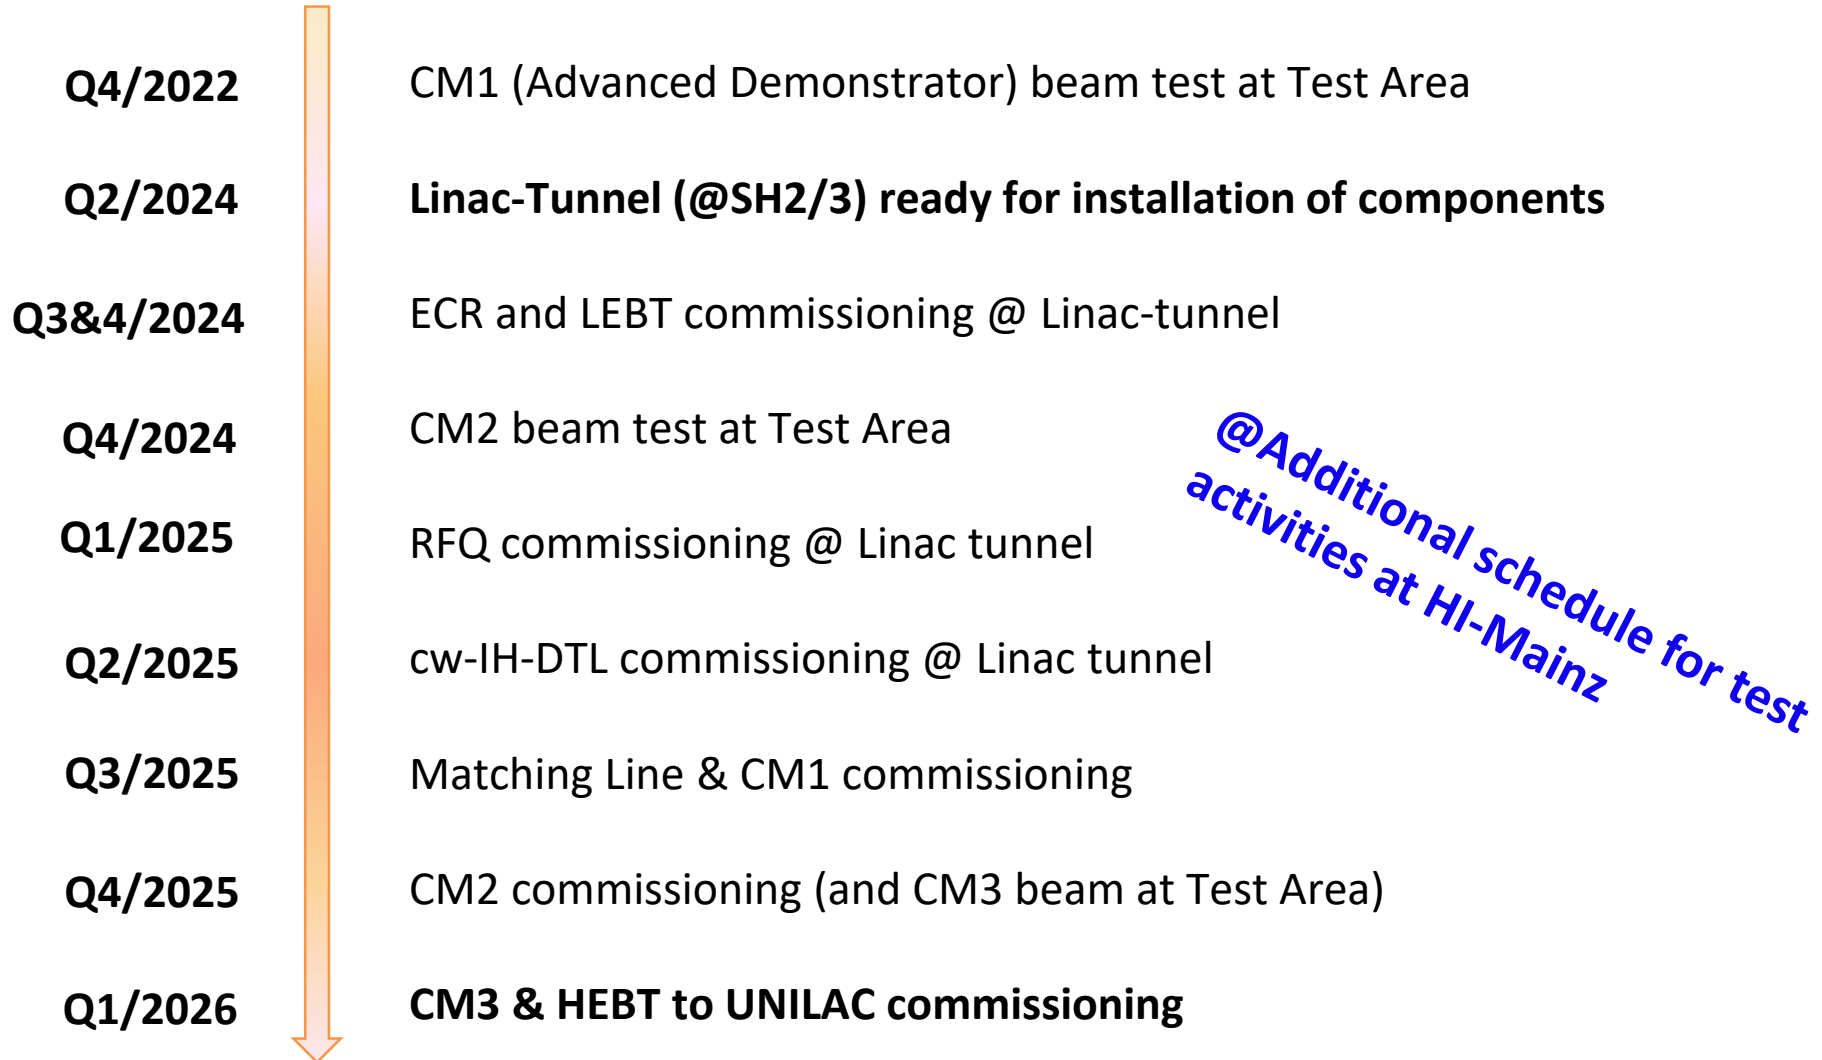 Q4/2022 CM1 (Advanced Demonstrator) beam test at Test Area
Q2/2024 Linac-Tunnel (@SH2/3) ready for installation of components
Q3&4/2024 ECR and LEBT commissioning @ Linac-tunnel
Q4/2024 CM2 beam test at Test Area
Q1/2025 RFQ commissioning @ Linac tunnel
Q2/2025 cw-IH-DTL commissioning @ Linac tunnel
Q3/2025 Matching Line & CM1 commissioning
Q4/2025 CM2 commissioning (and CM3 beam at Test Area)
Q1/2026 CM3 & HEBT to UNILAC commissioning
@Additional schedule for test
activities at HI-Mainz